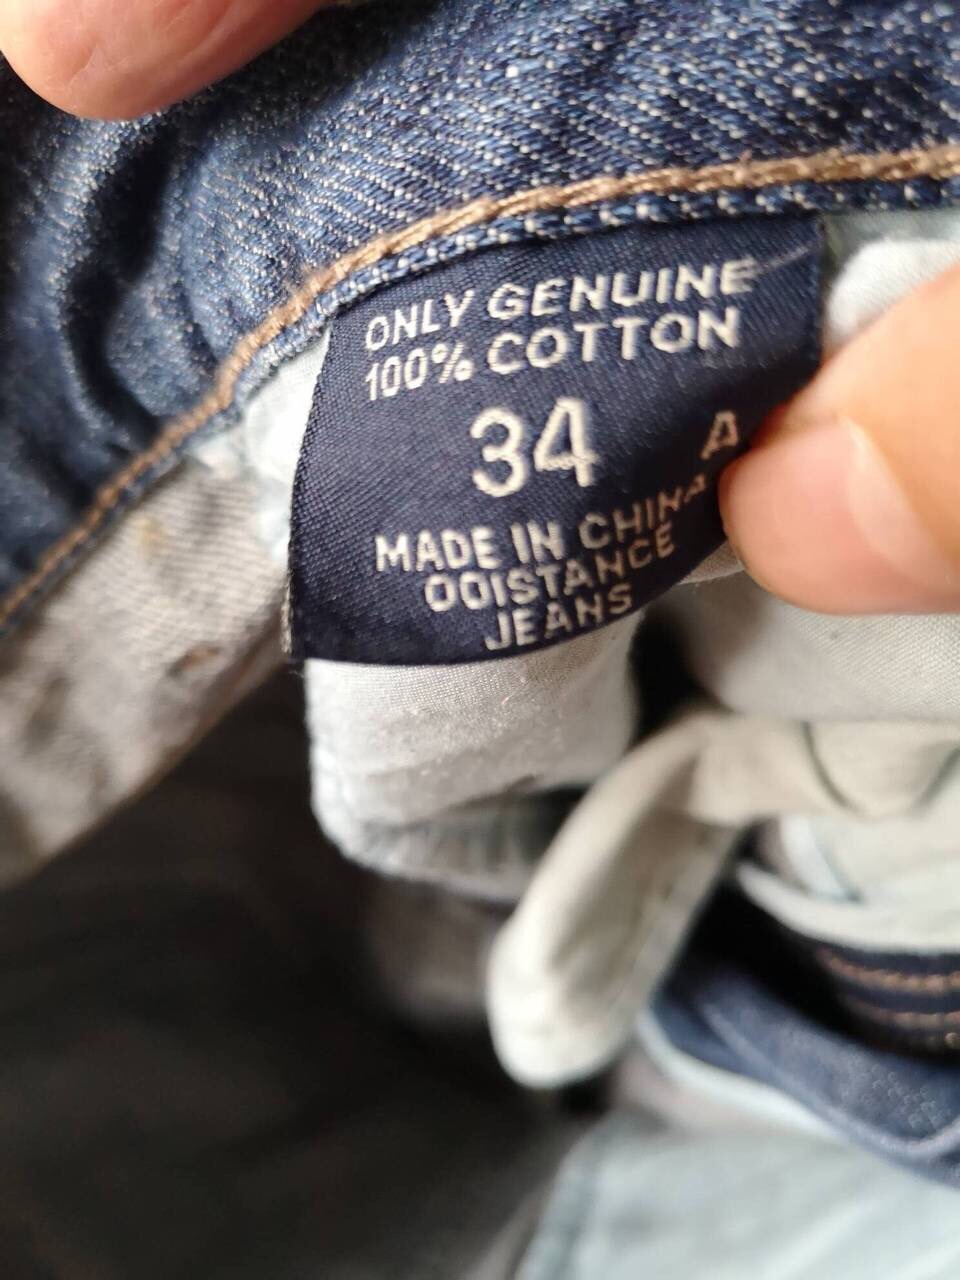 ONLY GENUINE
100% COTTON
34 A
MADE IN CHINA
OOISTANCE
JEANS